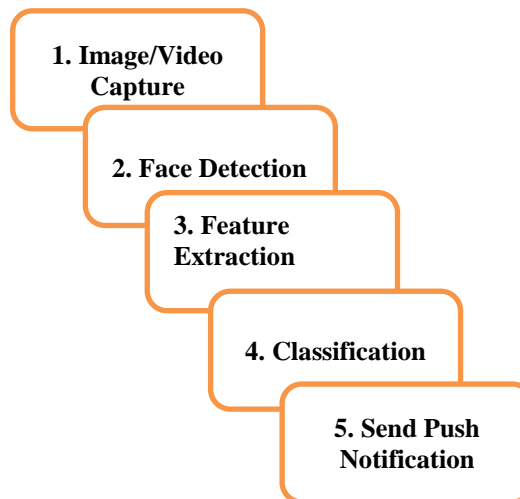 1. Image/Video
Capture
2. Face Detection
3. Feature
Extraction
4. Classification
5. Send Push
Notification